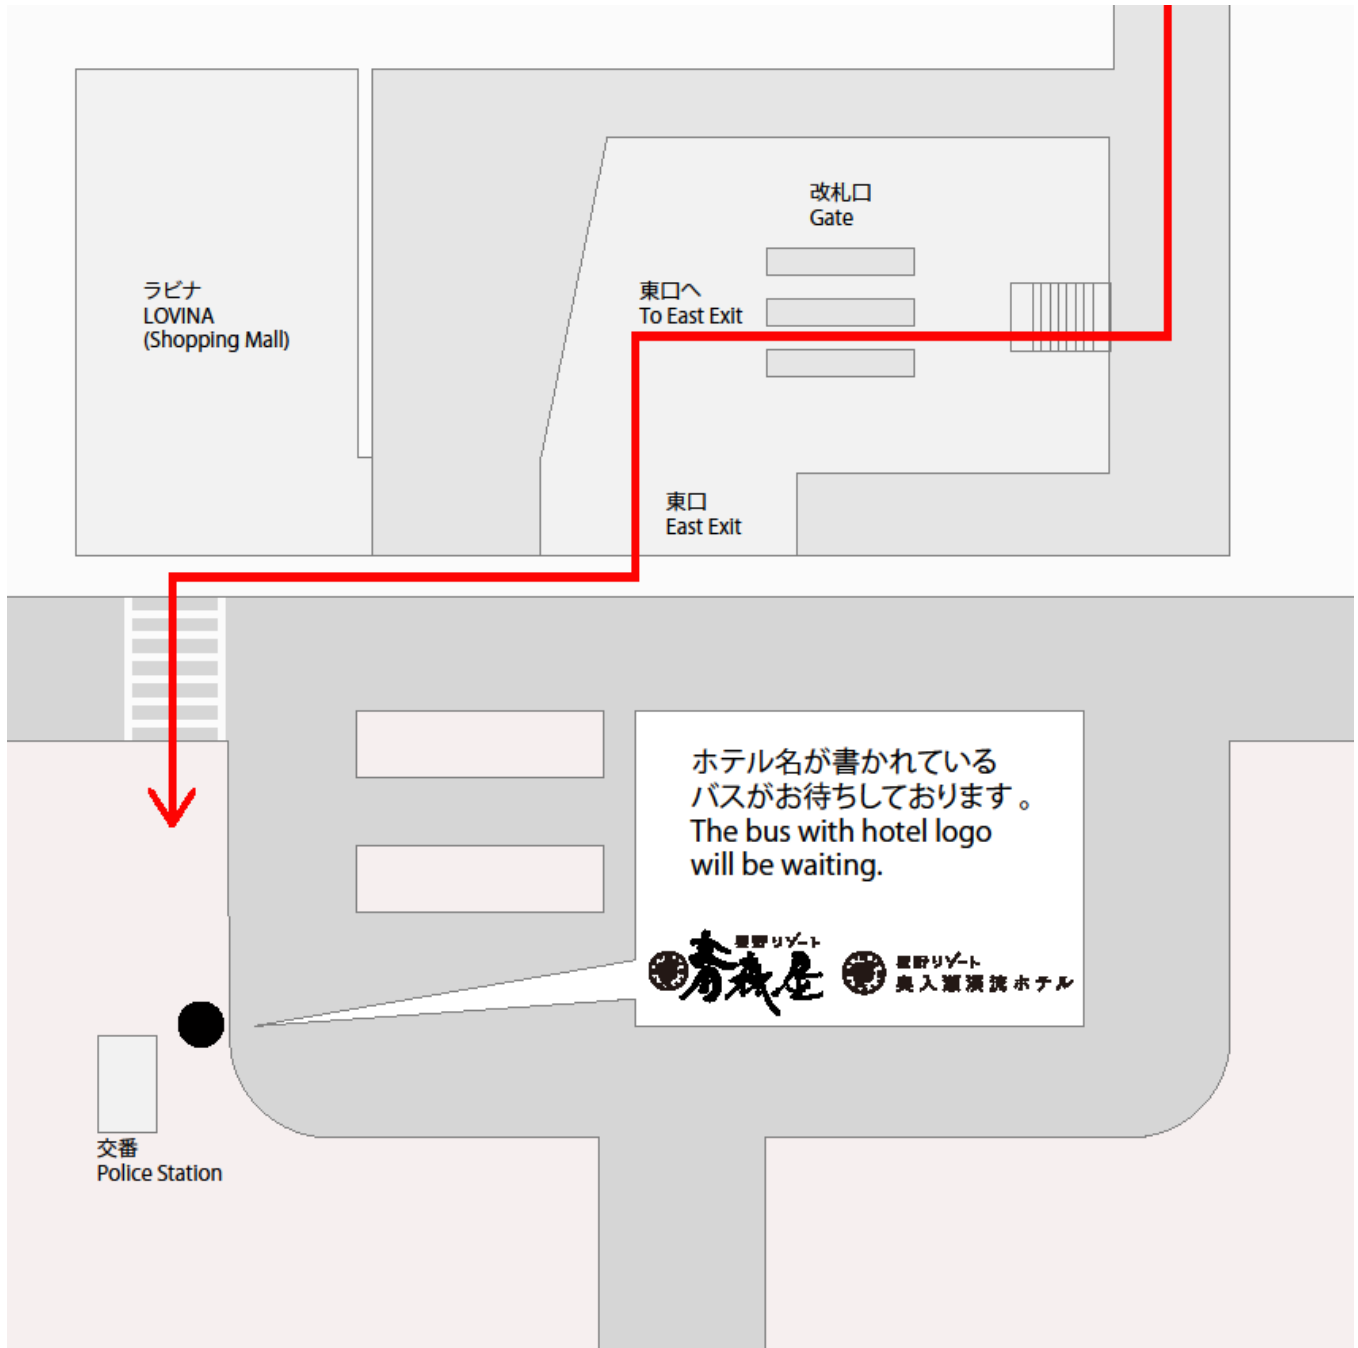 改札口
Gate
ラビナ
LOVINA
(Shopping Mall)
東口へ
To East Exit
東口
East Exit
ホテル名が書かれている
バスがお待ちしております。
The bus with hotel logo
will be waiting.
星野リゾート
青森屋
星野リゾート
奥入瀬渓流ホテル
交番
Police Station